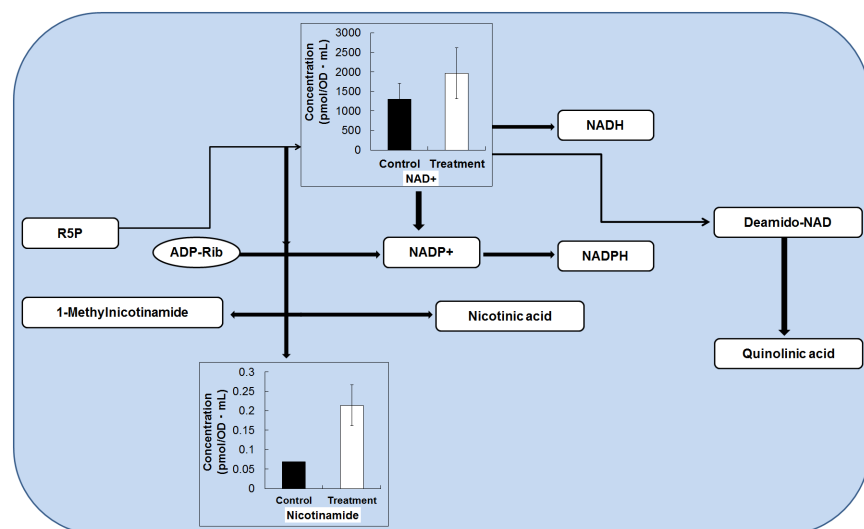 3000
2500
2000
1500
1000
500
0
Concentration
(pmol/OD・mL)
Control Treatment
NAD+
NADH
R5P
Deamido-NAD
ADP-Rib
NADP+
NADPH
1-Methylnicotinamide
Nicotinic acid
Quinolinic acid
0.3
0.25
0.2
0.15
0.1
0.05
0
Concentration
(pmol/OD・mL)
Control Treatment
Nicotinamide